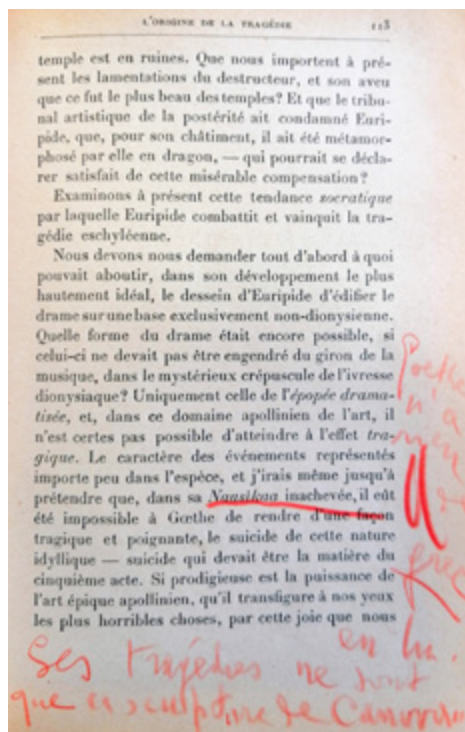 L'ORIGINE DE LA TRAGÉDIE 113
temple est en ruines. Que nous importent à pré-
sent les lamentations du destructeur, et son aveu
que ce fut le plus beau des temples? Et que le tribu-
nal artistique de la postérité ait condamné Euri-
pide, que, pour son châtiment, il ait été métamor-
phosé par elle en dragon, — qui pourrait se décla-
rer satisfait de cette misérable compensation?
Examinons à présent cette tendance socratique
par laquelle Euripide combattit et vainquit la tra-
gédie eschyléenne.
Nous devons nous demander tout d'abord à quoi
pouvait aboutir, dans son développement le plus
hautement idéal, le dessein d'Euripide d'édifier le
drame sur une base exclusivement non-dionysienne.
Quelle forme du drame était encore possible, si
celui-ci ne devait pas être engendré du giron de la
musique, dans le mystérieux crépuscule de l'ivresse
dionysiaque? Uniquement celle de l'épopée drama-
tisée, et, dans ce domaine apollinien de l'art, il
n'est certes pas possible d'atteindre à l'effet tra-
gique. Le caractère des événements représentés
importe peu dans l'espèce, et j'irais même jusqu'à
prétendre que, dans sa Nausikaa inachevée, il eût
été impossible à Gœthe de rendre d'une façon
tragique et poignante, le suicide de cette nature
idyllique — suicide qui devait être la matière du
cinquième acte. Si prodigieuse est la puissance de
l'art épique apollinien, qu'il transfigure à nos yeux
les plus horribles choses, par cette joie que nous
Goethe
n'a
rien
de
grec
en lui.
Ses tragédies ne sont
que la sculpture de Canova